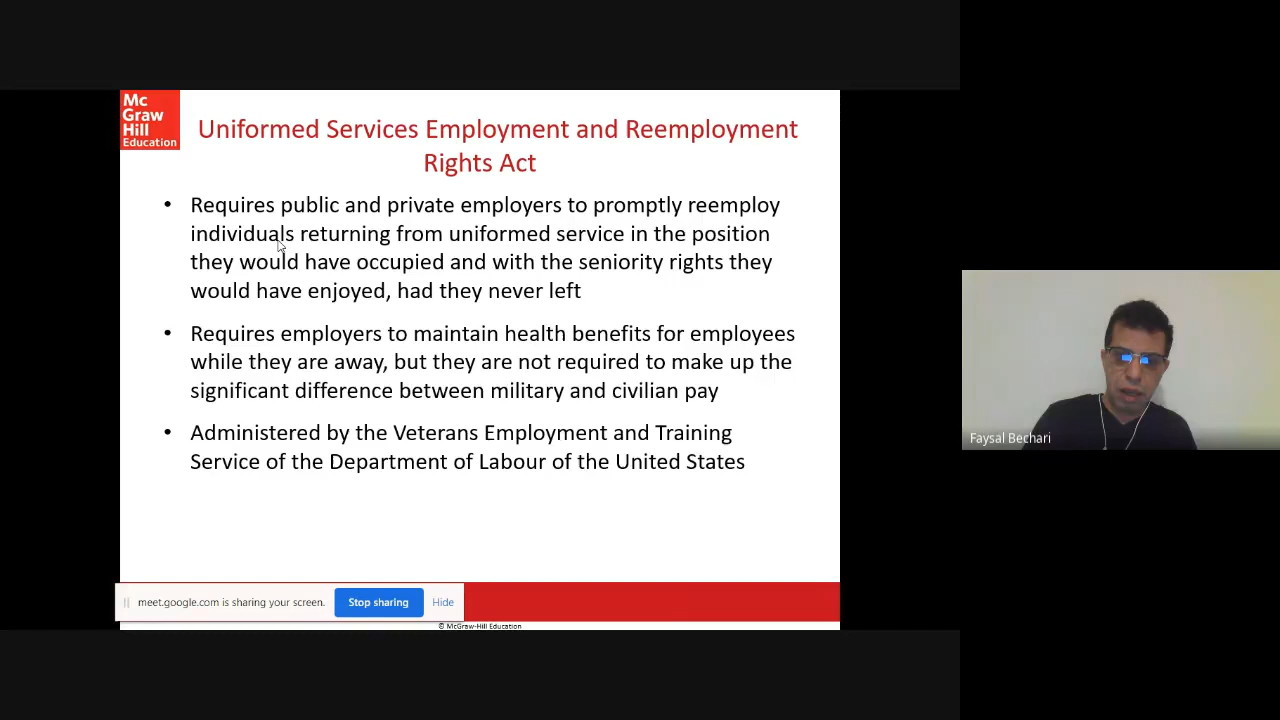 Mc
Graw
Hill
Education
Uniformed Services Employment and Reemployment
Rights Act
• Requires public and private employers to promptly reemploy
individuals returning from uniformed service in the position
they would have occupied and with the seniority rights they
would have enjoyed, had they never left
• Requires employers to maintain health benefits for employees
while they are away, but they are not required to make up the
significant difference between military and civilian pay
• Administered by the Veterans Employment and Training
Service of the Department of Labour of the United States
Faysal Bechari
meet.google.com is sharing your screen. Stop sharing Hide
© McGraw-Hill Education